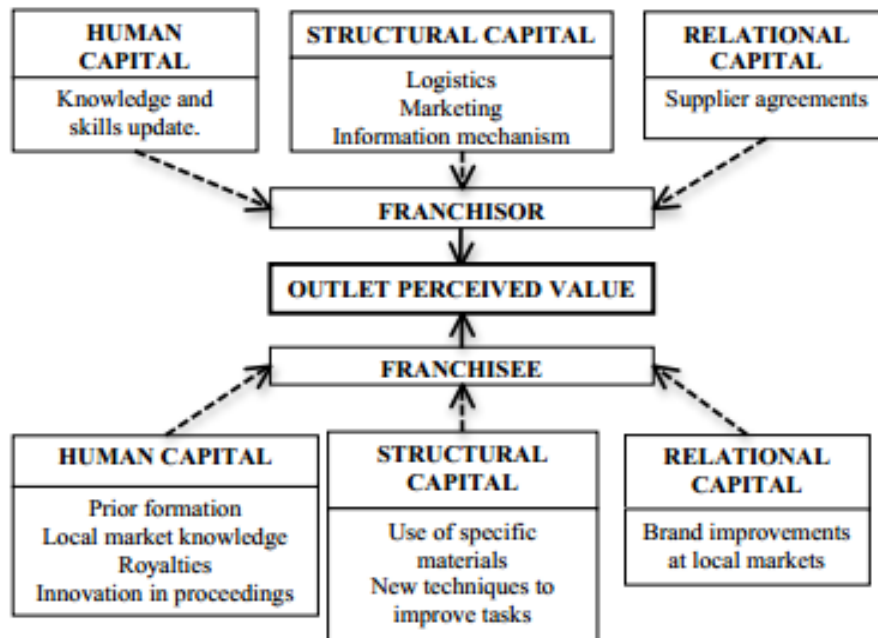 HUMAN
CAPITAL
Knowledge and
skills update.
STRUCTURAL CAPITAL
Logistics
Marketing
Information mechanism
RELATIONAL
CAPITAL
Supplier agreements
FRANCHISOR
OUTLET PERCEIVED VALUE
FRANCHISEE
HUMAN CAPITAL
Prior formation
Local market knowledge
Royalties
Innovation in proceedings
STRUCTURAL
CAPITAL
Use of specific
materials
New techniques to
improve tasks
RELATIONAL
CAPITAL
Brand improvements
at local markets